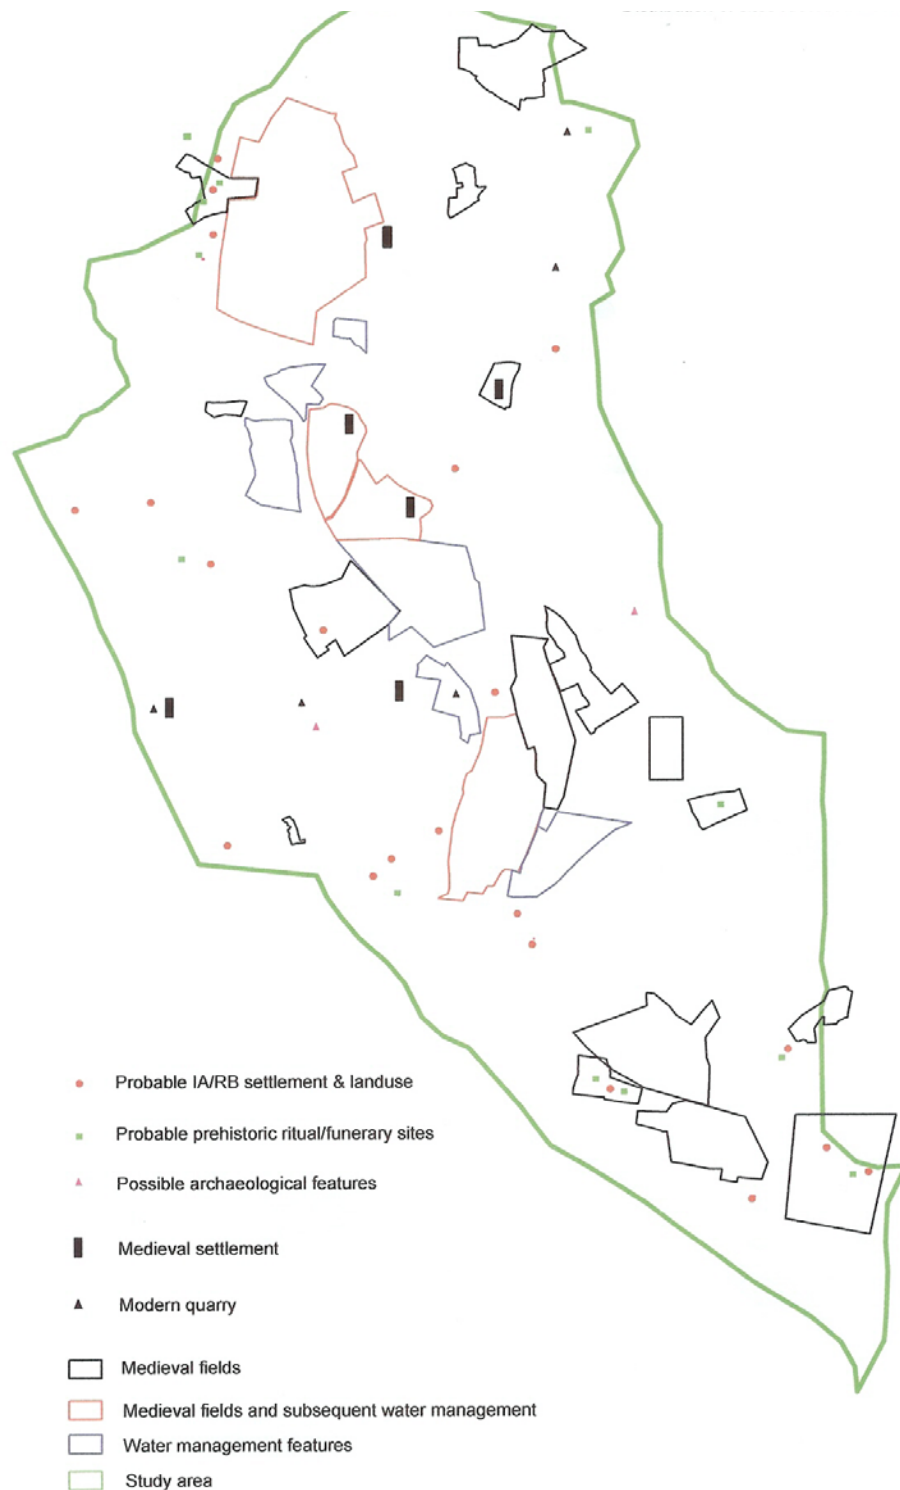 Probable IA/RB settlement & landuse
Probable prehistoric ritual/funerary sites
Possible archaeological features
Medieval settlement
Modern quarry
Medieval fields
Medieval fields and subsequent water management
Water management features
Study area